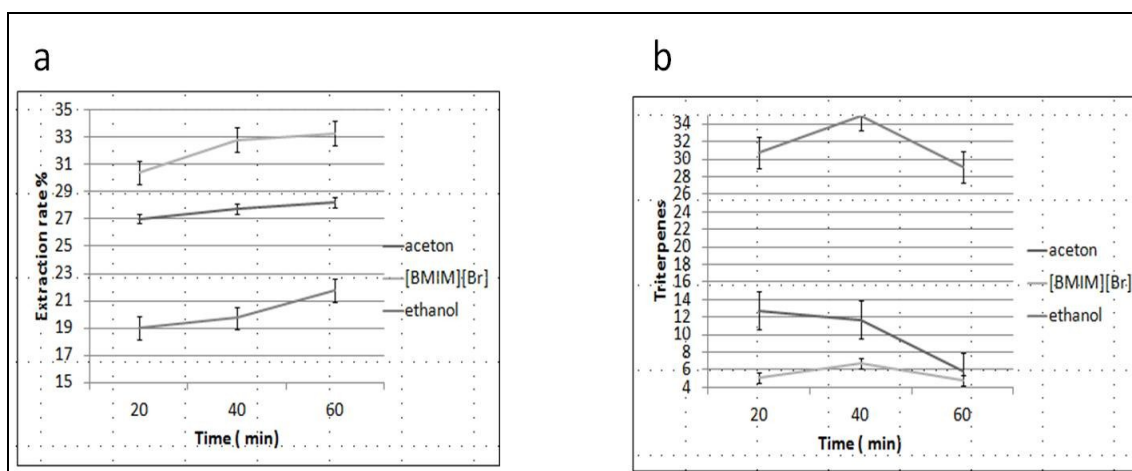 a
Extraction rate %
35
33
31
29
27
25
23
21
19
17
15
20 40 60
Time ( min)
aceton
[BMIM][Br]
ethanol
b
Triterpenes
34
32
30
28
26
24
22
20
18
16
14
12
10
8
6
4
20 40 60
Time ( min)
aceton
[BMIM][Br]
ethanol